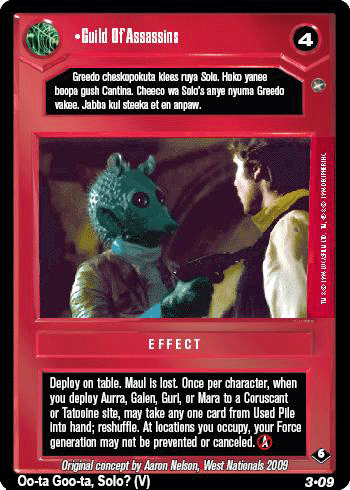 •Guild Of Assassins
4
Greedo cheskopokuta klees ruya Solo. Hoko yanee
boopa gush Cantina. Cheeco wa Solo's anye nyuma Greedo
vakee. Jabba kul steeka et en anpaw.
EFFECT
Deploy on table. Maul is lost. Once per character, when
you deploy Aurra, Galen, Guri, or Mara to a Coruscant
or Tatooine site, may take one card from Used Pile
into hand; reshuffle. At locations you occupy, your Force
generation may not be prevented or canceled. A
6
Original concept by Aaron Nelson, West Nationals 2009
Oo-ta Goo-ta, Solo? (V)
3-09